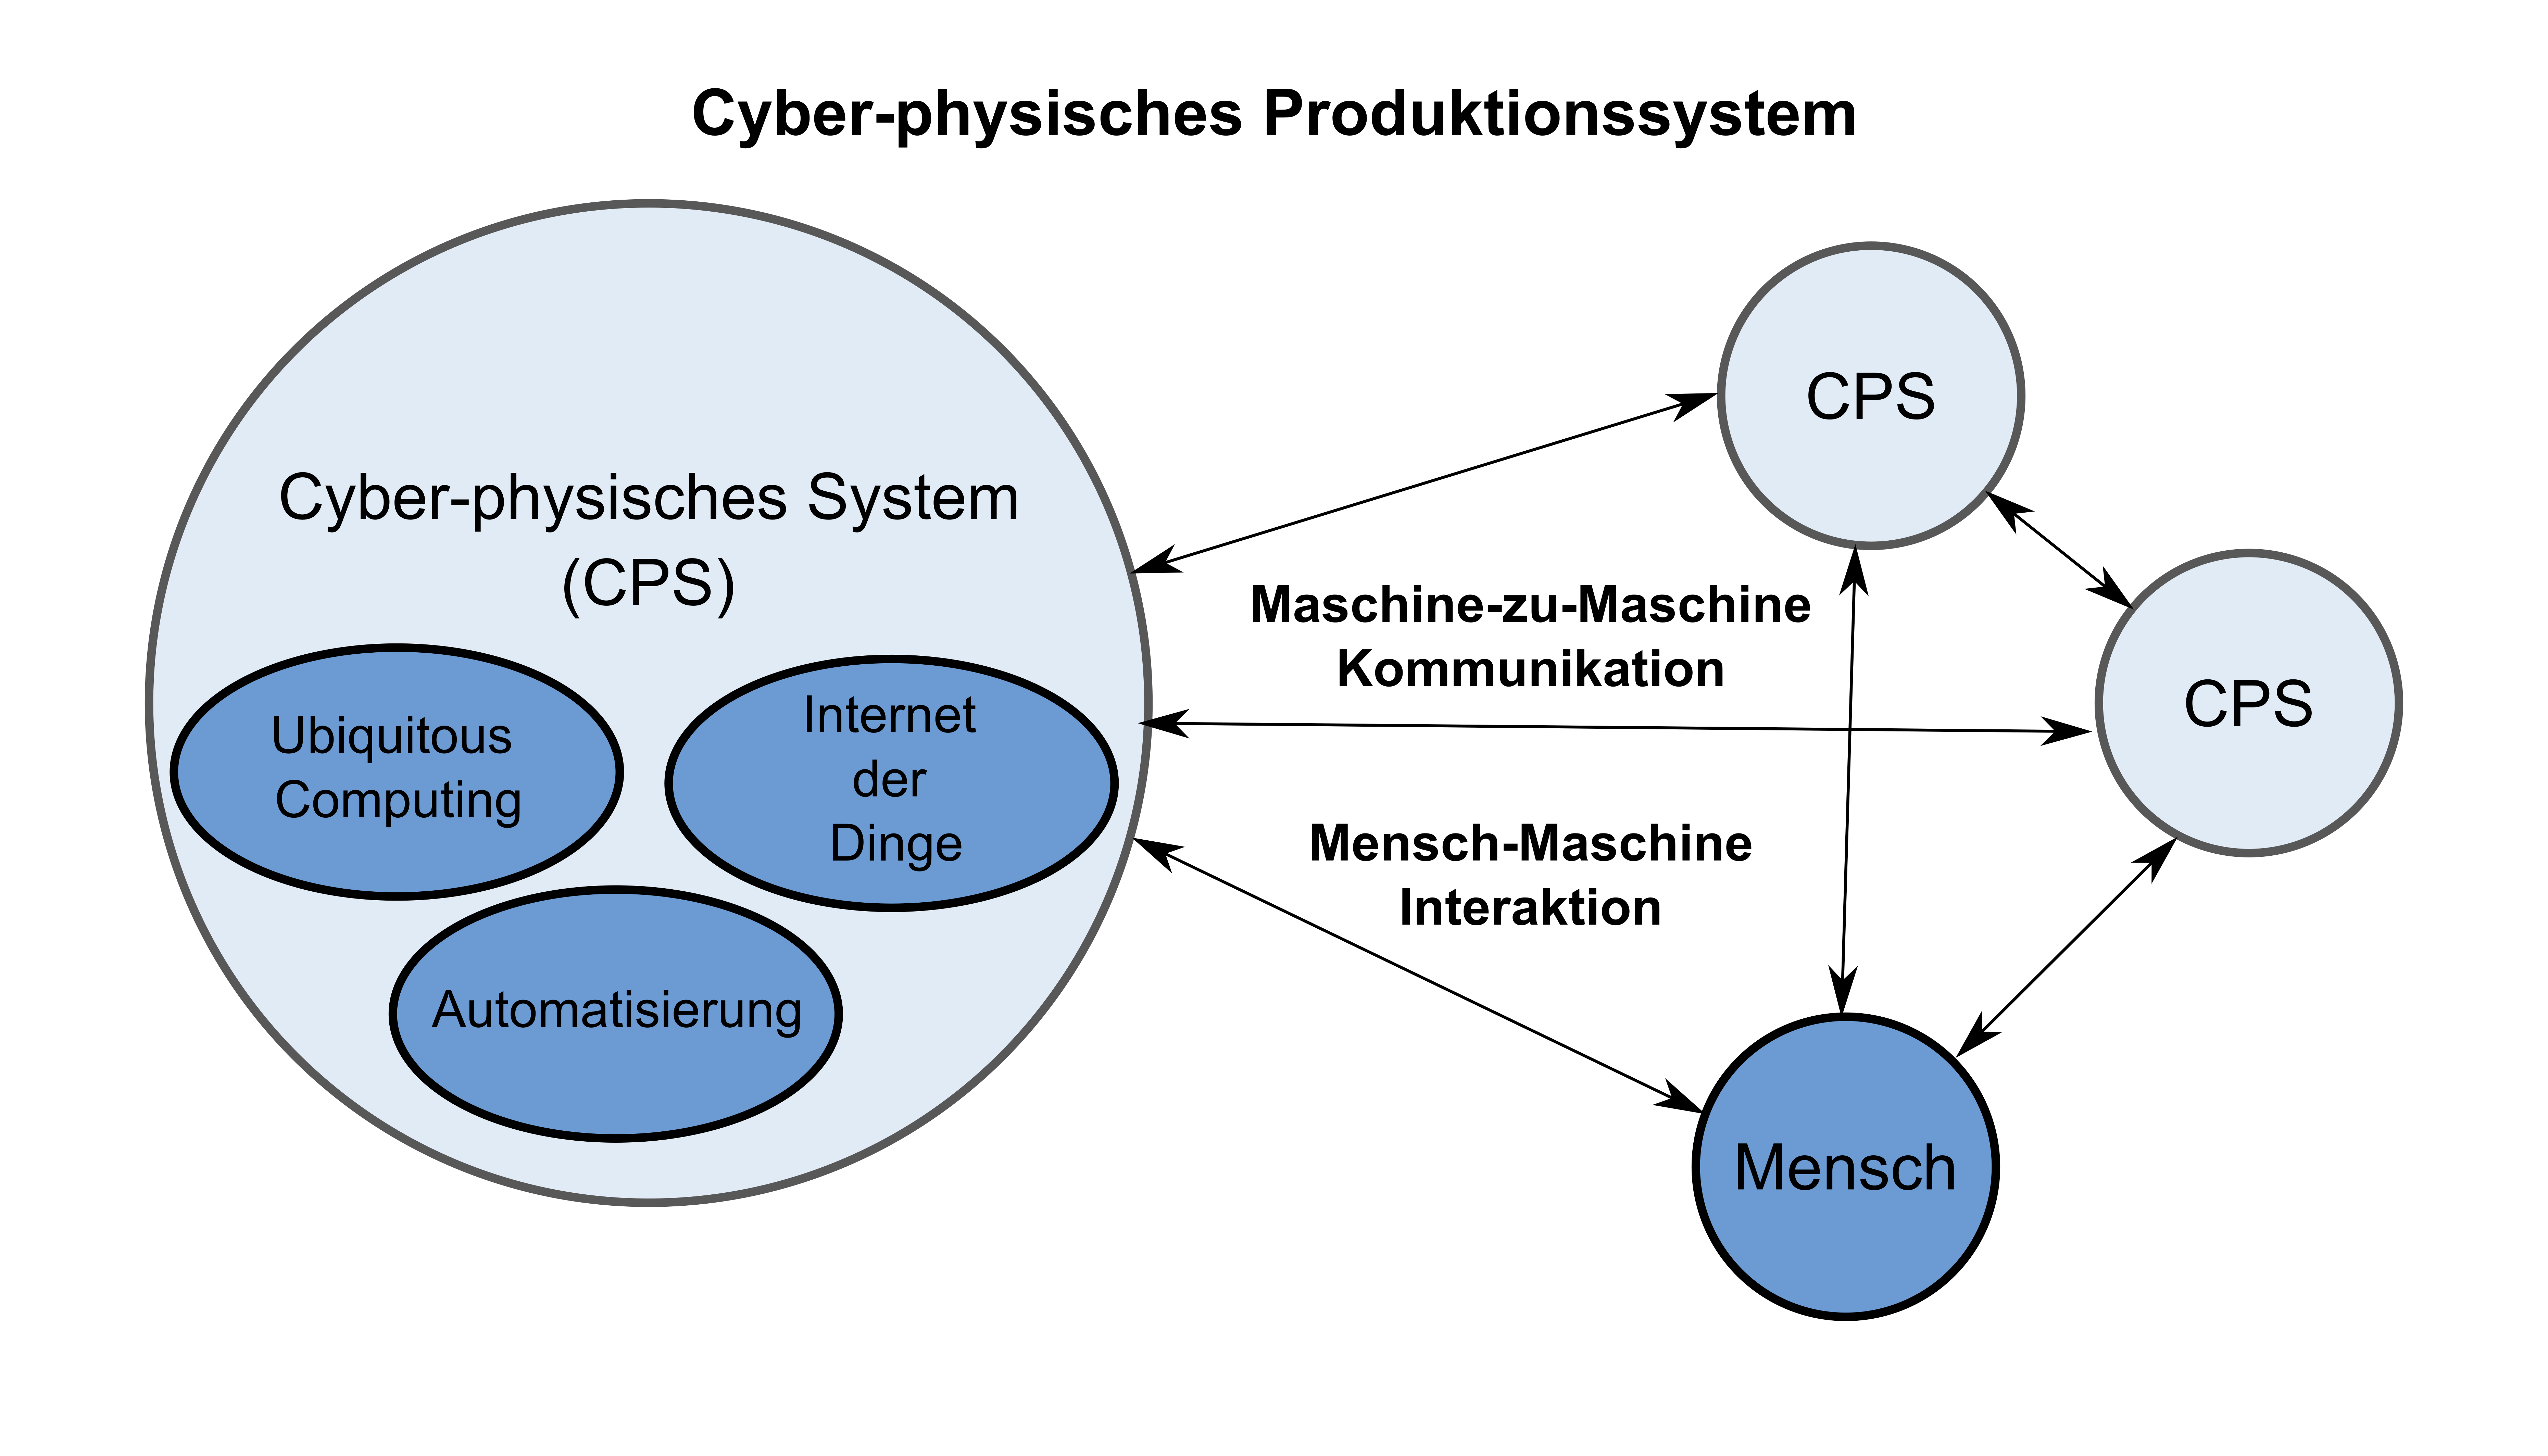 Cyber-physisches Produktionssystem
Cyber-physisches System
(CPS)
Ubiquitous
Computing
Internet
der
Dinge
Automatisierung
Maschine-zu-Maschine
Kommunikation
Mensch-Maschine
Interaktion
CPS
CPS
Mensch